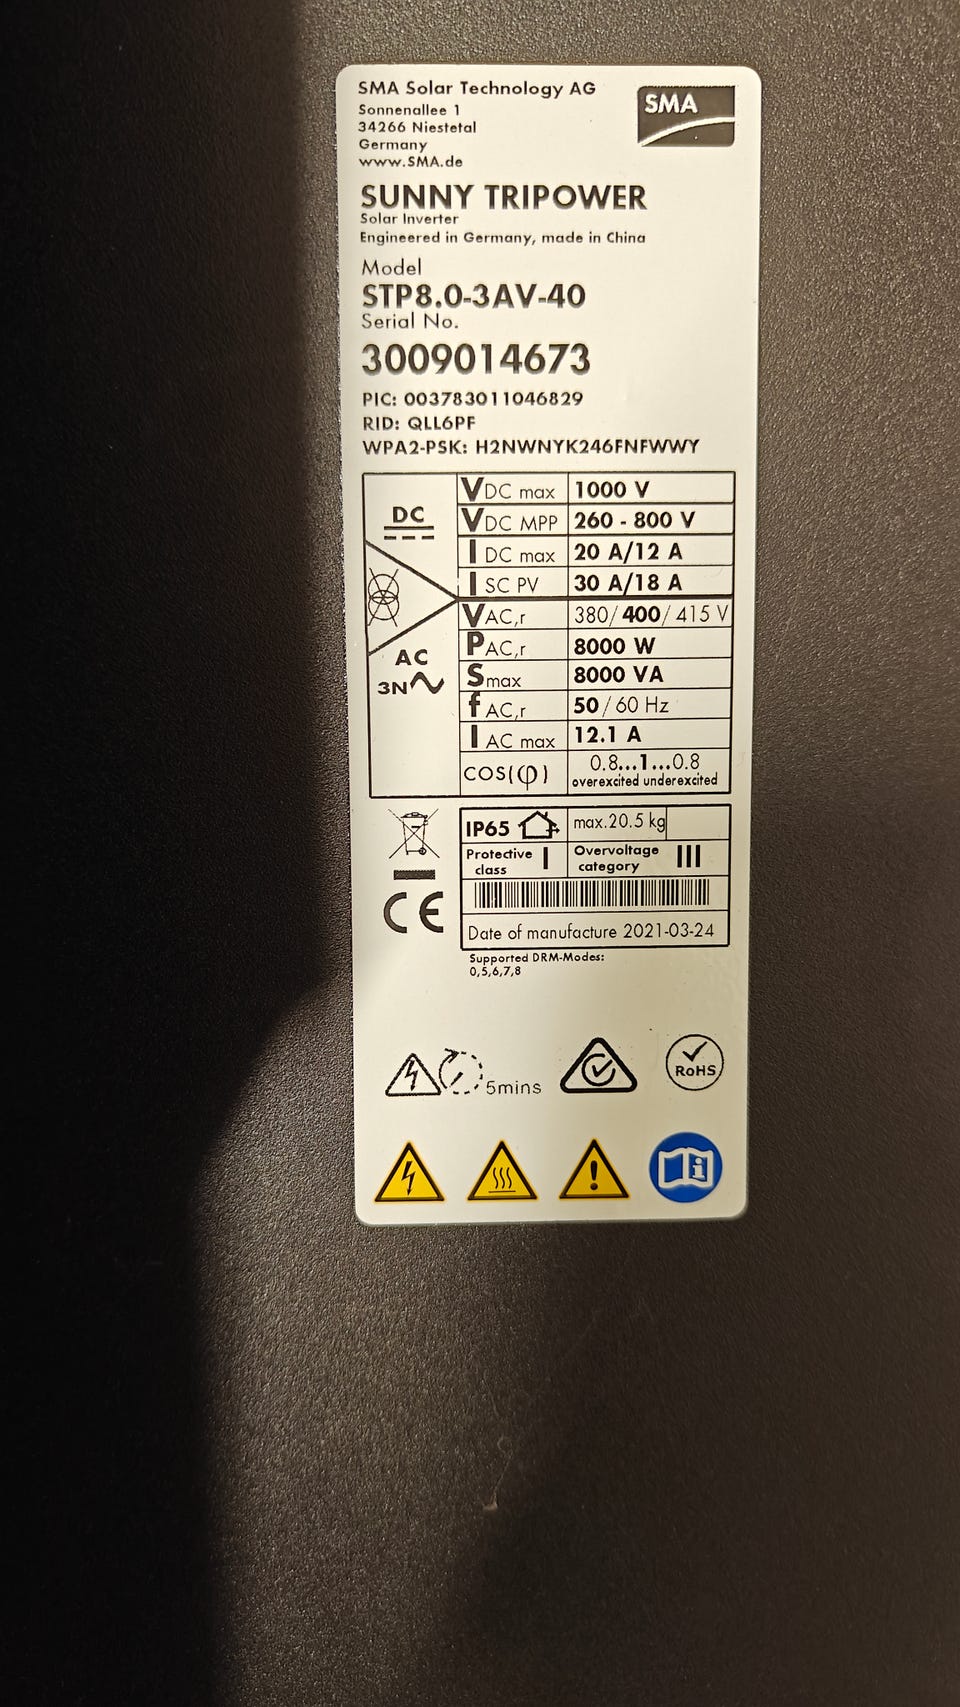 SMA Solar Technology AG
Sonnenallee 1
34266 Niestetal
Germany
www.SMA.de
SMA
SUNNY TRIPOWER
Solar Inverter
Engineered in Germany, made in China
Model
STP8.0-3AV-40
Serial No.
3009014673
PIC: 003783011046829
RID: QLL6PF
WPA2-PSK: H2NWNYK246FNFWWY
DC
VDC max 1000 V
VDC MPP 260 - 800 V
I DC max 20 A/12 A
I SC PV 30 A/18 A
AC
3N
VAC,r 380/400/415 V
PAC,r 8000 W
Smax 8000 VA
fAC,r 50/60 Hz
I AC max 12.1 A
cos(φ) 0.8...1...0.8
overexcited underexcited
IP65 max.20.5 kg
Protective class I Overvoltage category III
CE
Date of manufacture 2021-03-24
Supported DRM-Modes:
0,5,6,7,8
5mins
RoHS